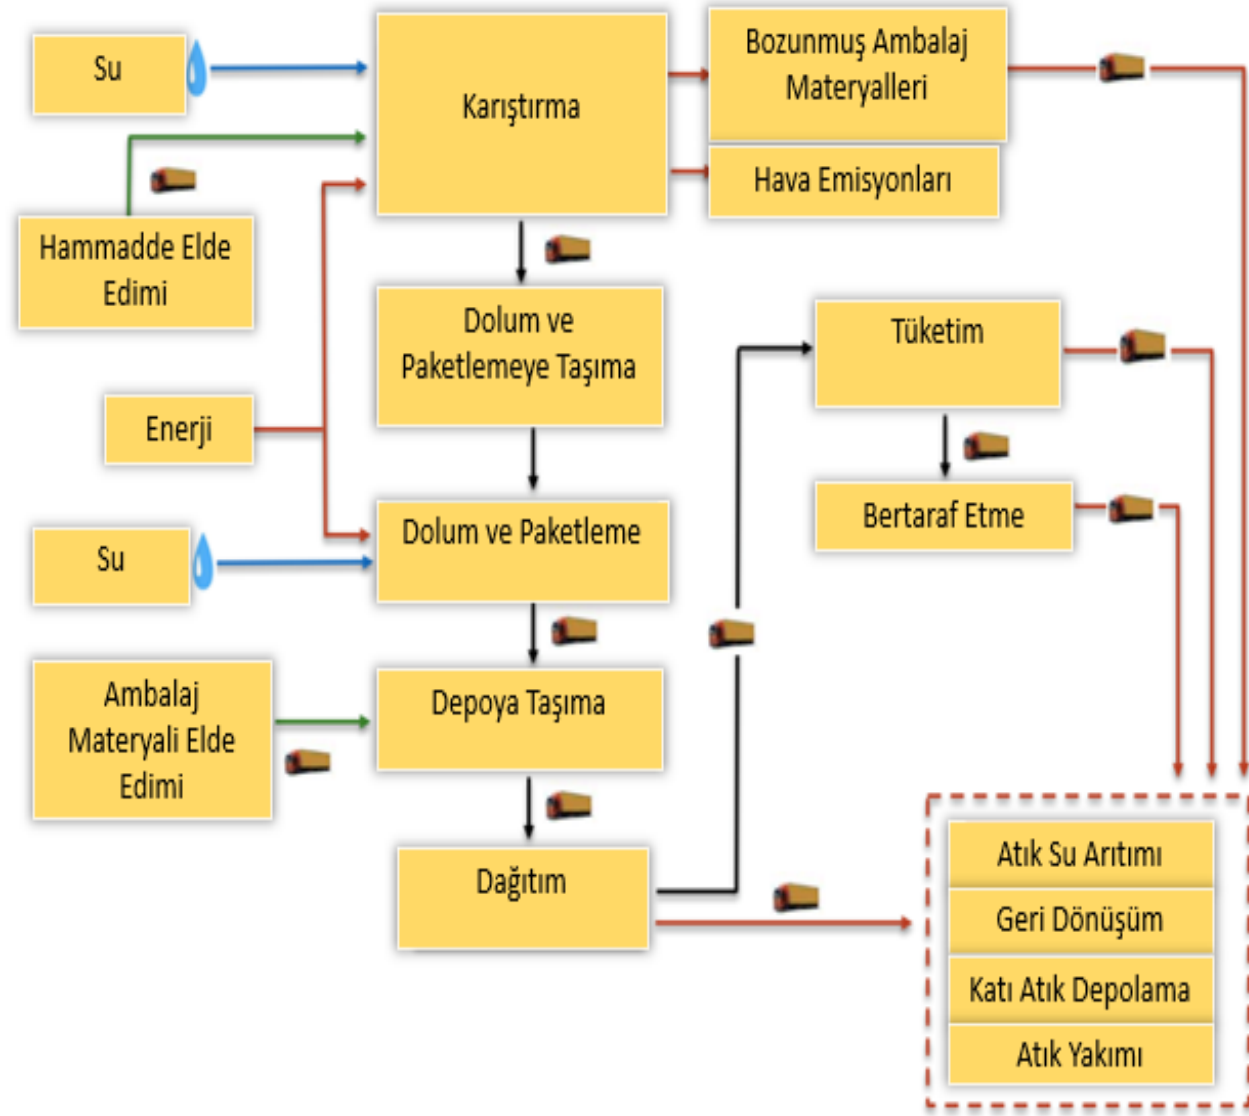 Su
Karıştırma
Bozunmuş Ambalaj
Materyalleri
Hava Emisyonları
Hammadde Elde
Edimi
Dolum ve
Paketlemeye Taşıma
Tüketim
Enerji
Bertaraf Etme
Dolum ve Paketleme
Su
Ambalaj
Materyali Elde
Edimi
Depoya Taşıma
Dağıtım
Atık Su Arıtımı
Geri Dönüşüm
Katı Atık Depolama
Atık Yakımı